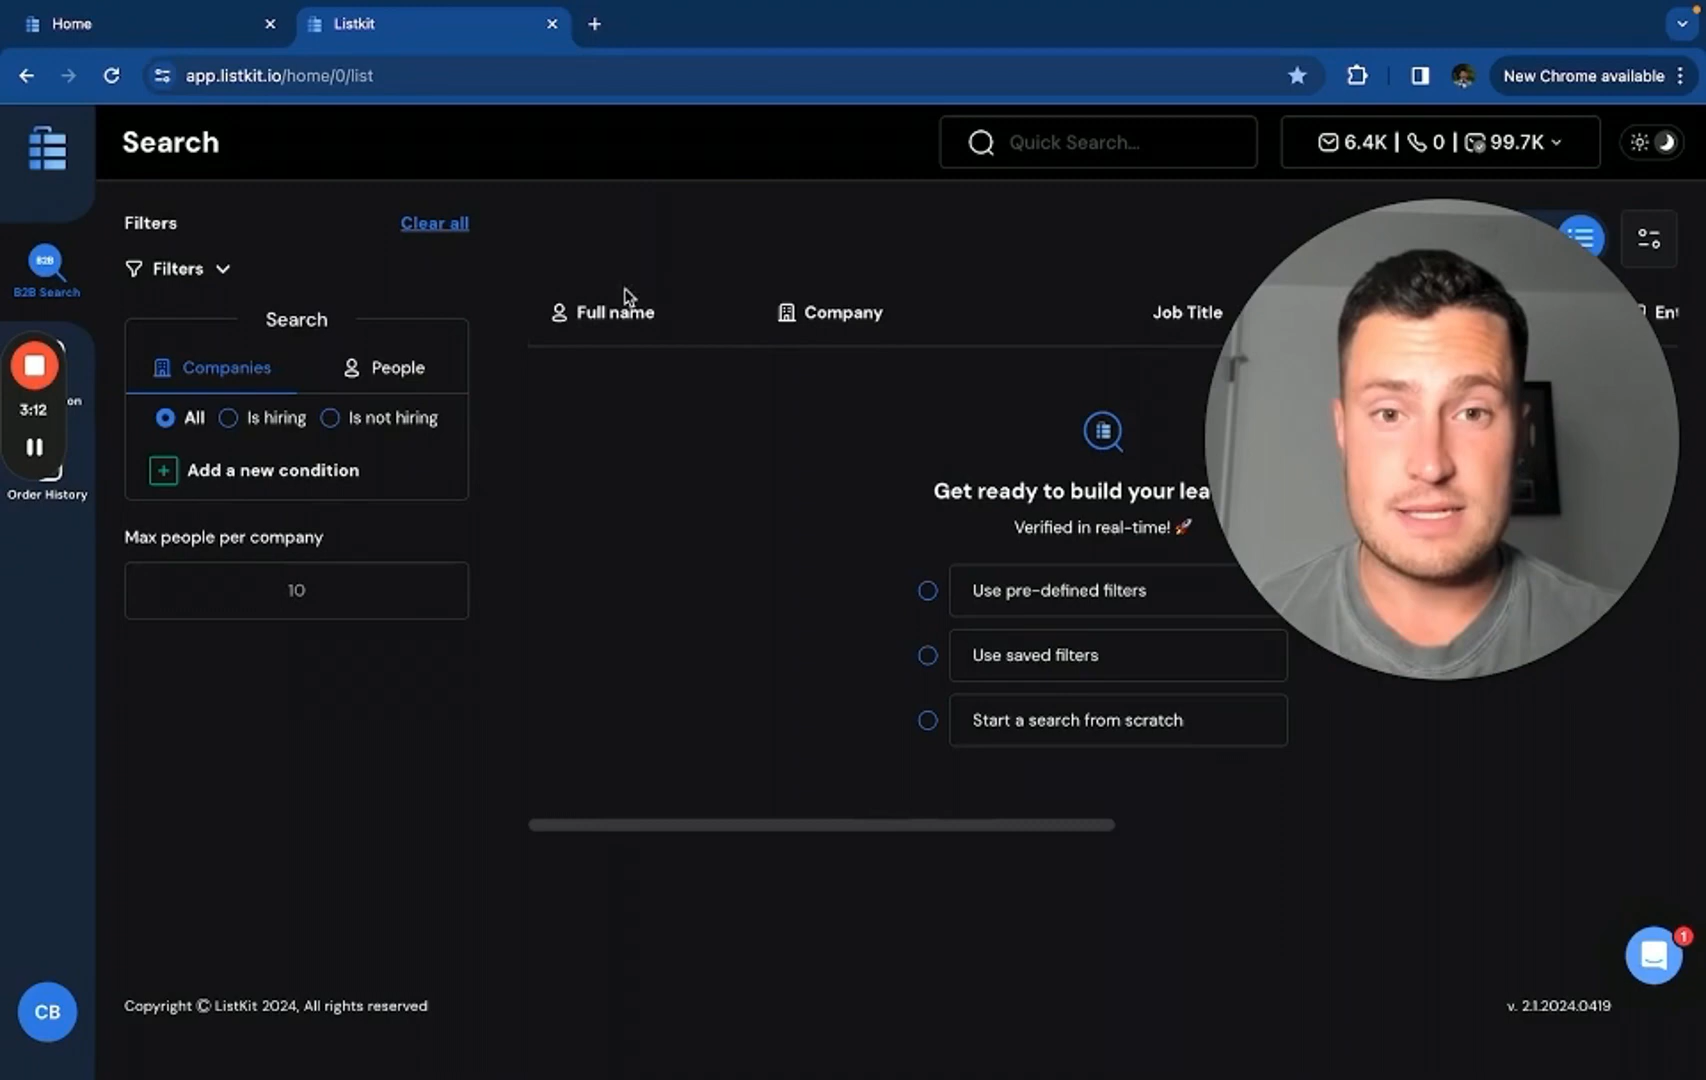 Home
Listkit
app.listkit.io/home/0/list
New Chrome available
Search
Quick Search...
6.4K | 0 | 99.7K
Filters
Clear all
B2B
B2B Search
Filters
Search
Full name
Company
Job Title
Companies
People
3:12
on
All
Is hiring
Is not hiring
Add a new condition
Order History
Get ready to build your lea
Verified in real-time! 🚀
Max people per company
10
Use pre-defined filters
Use saved filters
Start a search from scratch
1
CB
Copyright © ListKit 2024, All rights reserved
v. 2.1.2024.0419